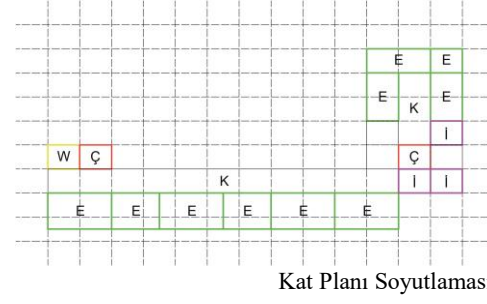 E E
E K E
İ
W Ç Ç
K İ İ
E E E E E E
Kat Planı Soyutlaması